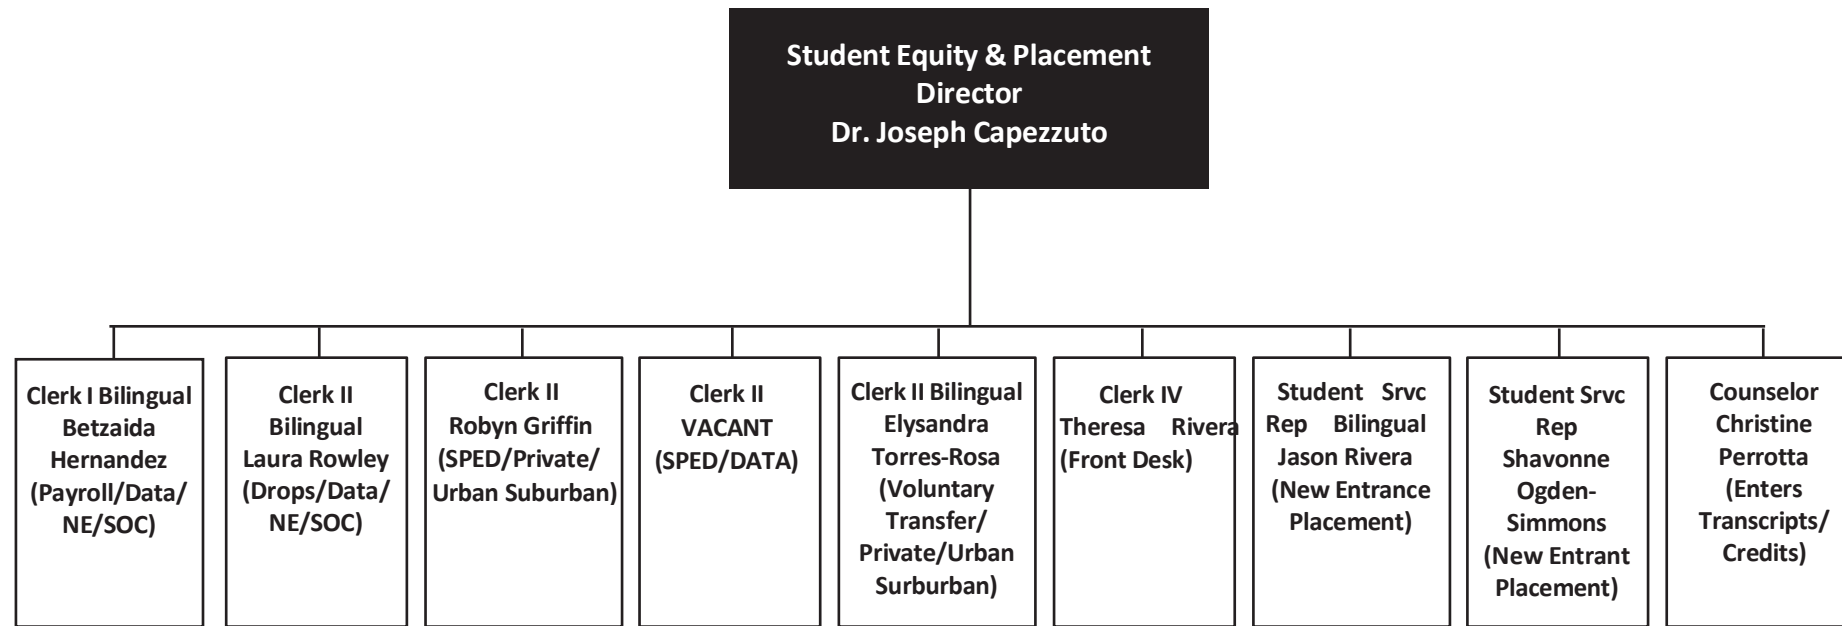 Student Equity & Placement
Director
Dr. Joseph Capezzuto
Clerk I Bilingual
Betzaida
Hernandez
(Payroll/Data/
NE/SOC)
Clerk II
Bilingual
Laura Rowley
(Drops/Data/
NE/SOC)
Clerk II
Robyn Griffin
(SPED/Private/
Urban Suburban)
Clerk II
VACANT
(SPED/DATA)
Clerk II Bilingual
Elysandra
Torres-Rosa
(Voluntary
Transfer/
Private/Urban
Surburban)
Clerk IV
Theresa Rivera
(Front Desk)
Student Srvc
Rep Bilingual
Jason Rivera
(New Entrance
Placement)
Student Srvc
Rep
Shavonne
Ogden-
Simmons
(New Entrant
Placement)
Counselor
Christine
Perrotta
(Enters
Transcripts/
Credits)